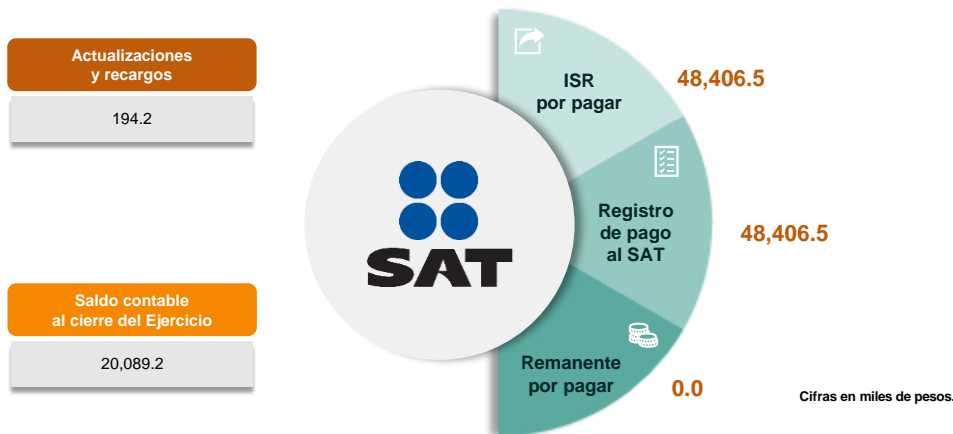 Actualizaciones
y recargos
194.2
Saldo contable
al cierre del Ejercicio
20,089.2
SAT
ISR
por pagar
48,406.5
Registro
de pago
al SAT
48,406.5
Remanente
por pagar
0.0
Cifras en miles de pesos.